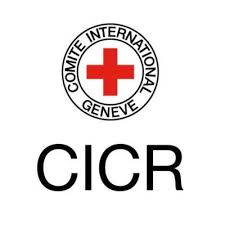 COMITE INTERNATIONAL
GENEVE
CICR